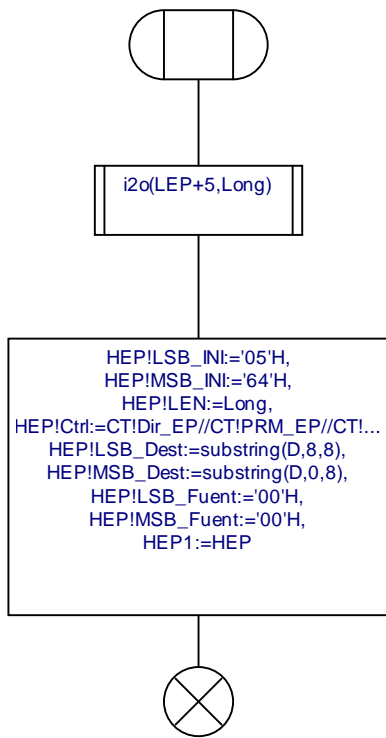 i2o(LEP+5,Long)
HEP!LSB_INI:='05'H,
HEP!MSB_INI:='64'H,
HEP!LEN:=Long,
HEP!Ctrl:=CT!Dir_EP//CT!PRM_EP//CT!...
HEP!LSB_Dest:=substring(D,8,8),
HEP!MSB_Dest:=substring(D,0,8),
HEP!LSB_Fuent:='00'H,
HEP!MSB_Fuent:='00'H,
HEP1:=HEP